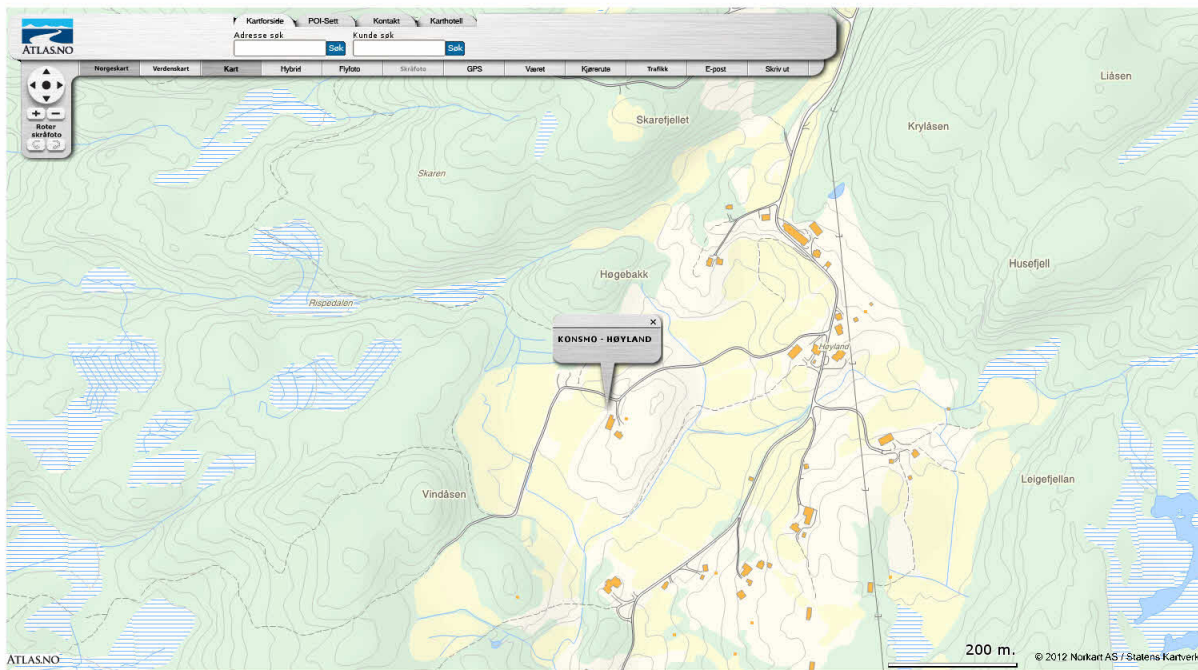 Kartforside POI-Sett Kontakt Karthotell
Adresse søk Kunde søk
Søk Søk
ATLAS.NO
Norgeskart Verdenskart Kart Hybrid Flyfoto Skråfoto GPS Været Kjørerute Trafikk E-post Skriv ut
Roter
skråfoto
Liåsen
Skarefjellet
Krylåsen
Skaren
Husefjell
Høgebakk
Rispedalen
KONSMO - HØYLAND
Høyland
Leigefjellan
Vindåsen
200 m.
ATLAS.NO
© 2012 Norkart AS / Statens Kartverk